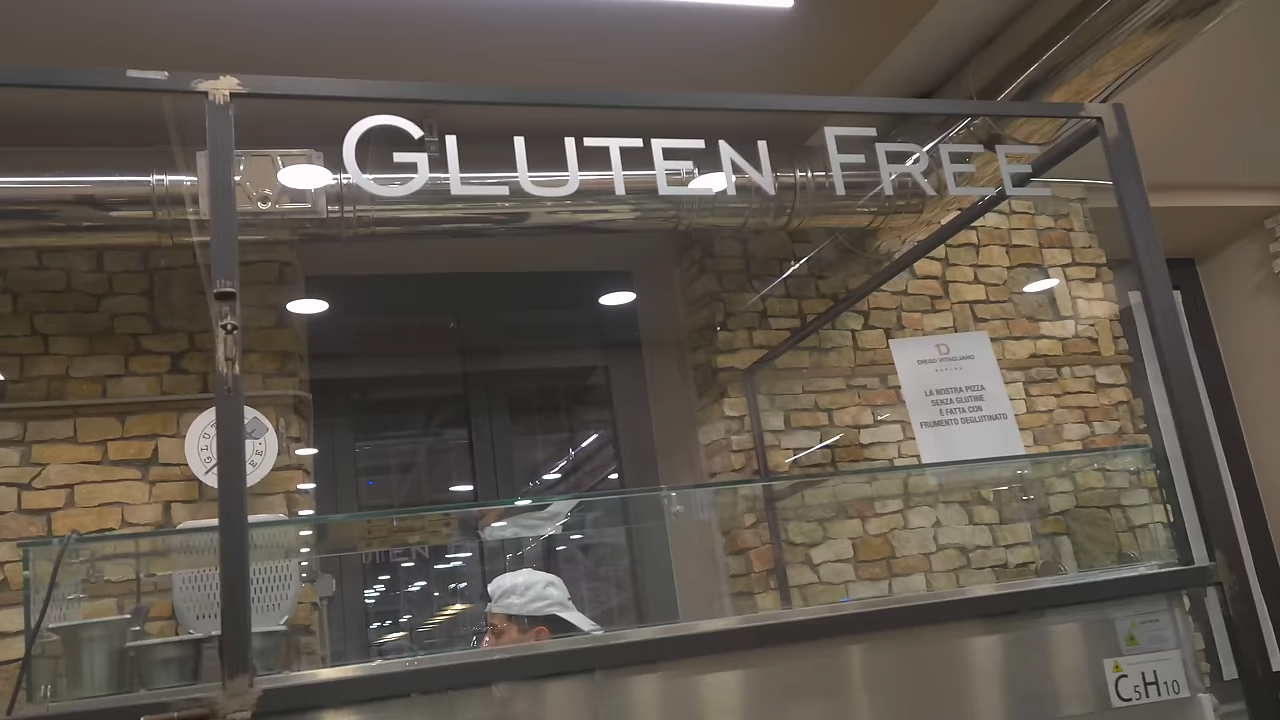 GLUTEN FREE
DIEGO VITAGLIANO
NAPOLI
LA NOSTRA PIZZA
SENZA GLUTINE
È FATTA CON
FRUMENTO DEGLUTINATO
C5H10